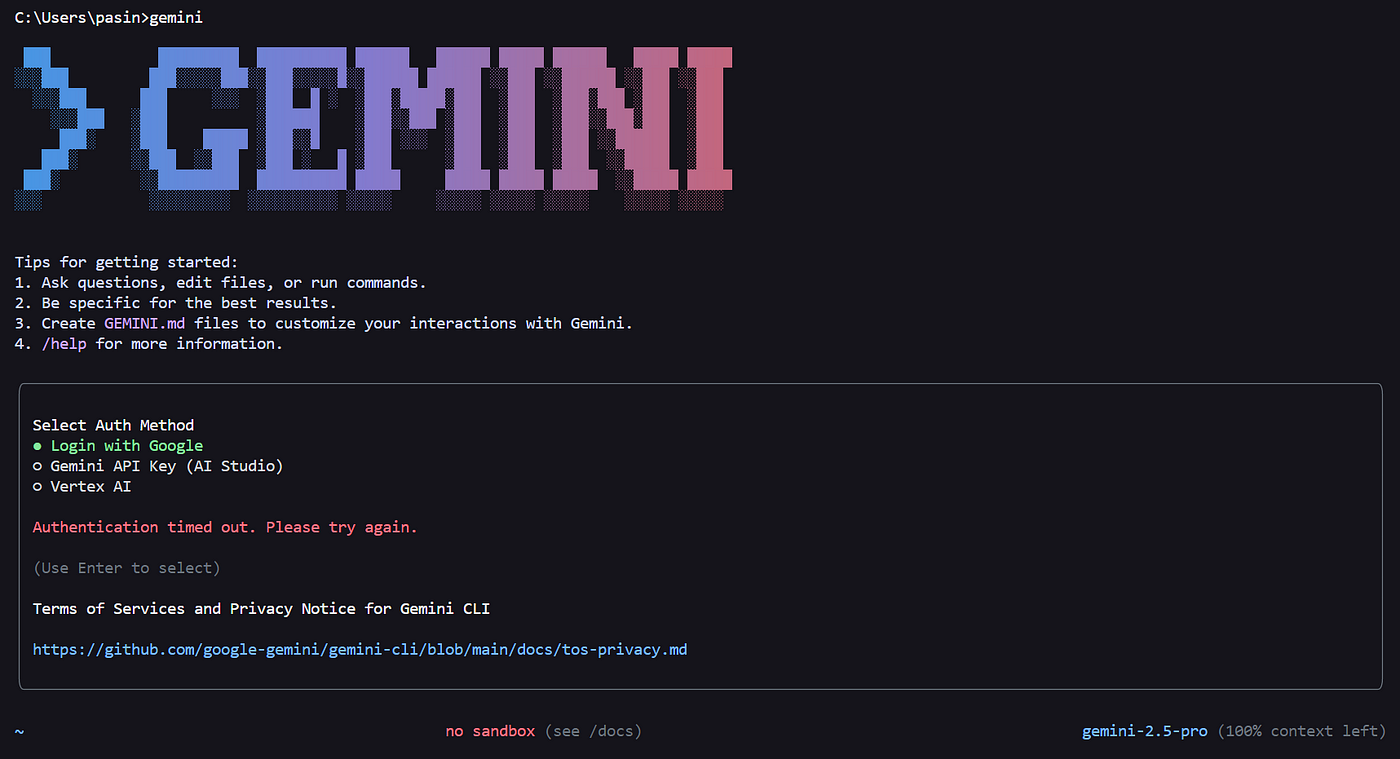 C:\Users\pasin>gemini
> GEMINI
Tips for getting started:
1. Ask questions, edit files, or run commands.
2. Be specific for the best results.
3. Create GEMINI.md files to customize your interactions with Gemini.
4. /help for more information.
Select Auth Method
● Login with Google
○ Gemini API Key (AI Studio)
○ Vertex AI
Authentication timed out. Please try again.
(Use Enter to select)
Terms of Services and Privacy Notice for Gemini CLI
https://github.com/google-gemini/gemini-cli/blob/main/docs/tos-privacy.md
~ no sandbox (see /docs) gemini-2.5-pro (100% context left)